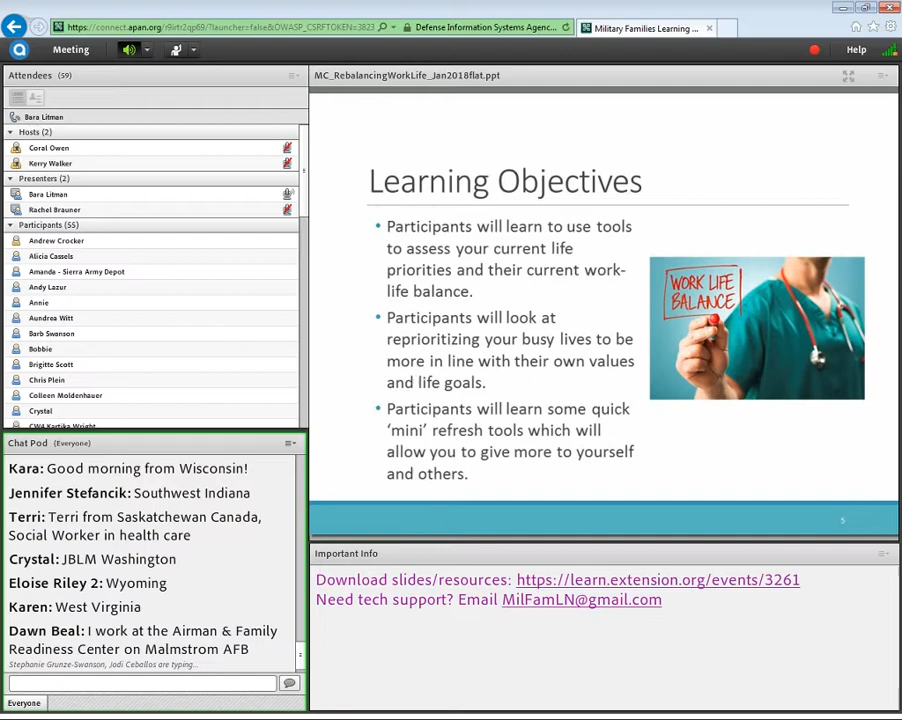 https://connect.apan.org/r9irtr2qp69/?launcher=false&OWASP_CSRFTOKEN=3823
Defense Information Systems Agenc...
Military Families Learning ...
Meeting
Help
Attendees (59)
Bara Litman
Hosts (2)
Coral Owen
Kerry Walker
Presenters (2)
Bara Litman
Rachel Brauner
Participants (55)
Andrew Crocker
Alicia Cassels
Amanda - Sierra Army Depot
Andy Lazur
Annie
Aundrea Witt
Barb Swanson
Bobbie
Brigitte Scott
Chris Plein
Colleen Moldenhauer
Crystal
CW4 Kartika Wright
Chat Pod (Everyone)
Kara: Good morning from Wisconsin!
Jennifer Stefancik: Southwest Indiana
Terri: Terri from Saskatchewan Canada,
Social Worker in health care
Crystal: JBLM Washington
Eloise Riley 2: Wyoming
Karen: West Virginia
Dawn Beal: I work at the Airman & Family
Readiness Center on Malmstrom AFB
Stephanie Grunze-Swanson, Jodi Ceballos are typing...
Everyone
MC_RebalancingWorkLife_Jan2018flat.ppt
Learning Objectives
• Participants will learn to use tools
to assess your current life
priorities and their current work-
life balance.
• Participants will look at
reprioritizing your busy lives to be
more in line with their own values
and life goals.
• Participants will learn some quick
‘mini’ refresh tools which will
allow you to give more to yourself
and others.
WORK LIFE
BALANCE
5
Important Info
Download slides/resources: https://learn.extension.org/events/3261
Need tech support? Email MilFamLN@gmail.com